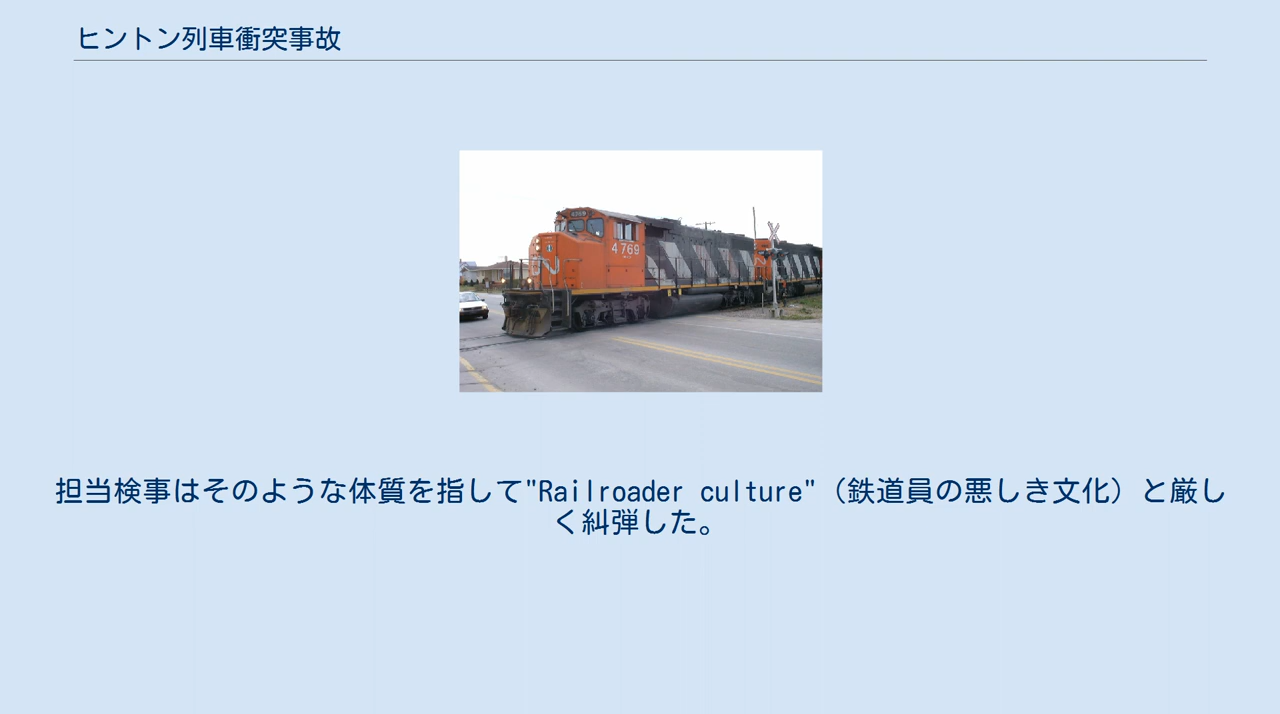 ヒントン列車衝突事故
4769
担当検事はそのような体質を指して"Railroader culture"（鉄道員の悪しき文化）と厳し
く糾弾した。